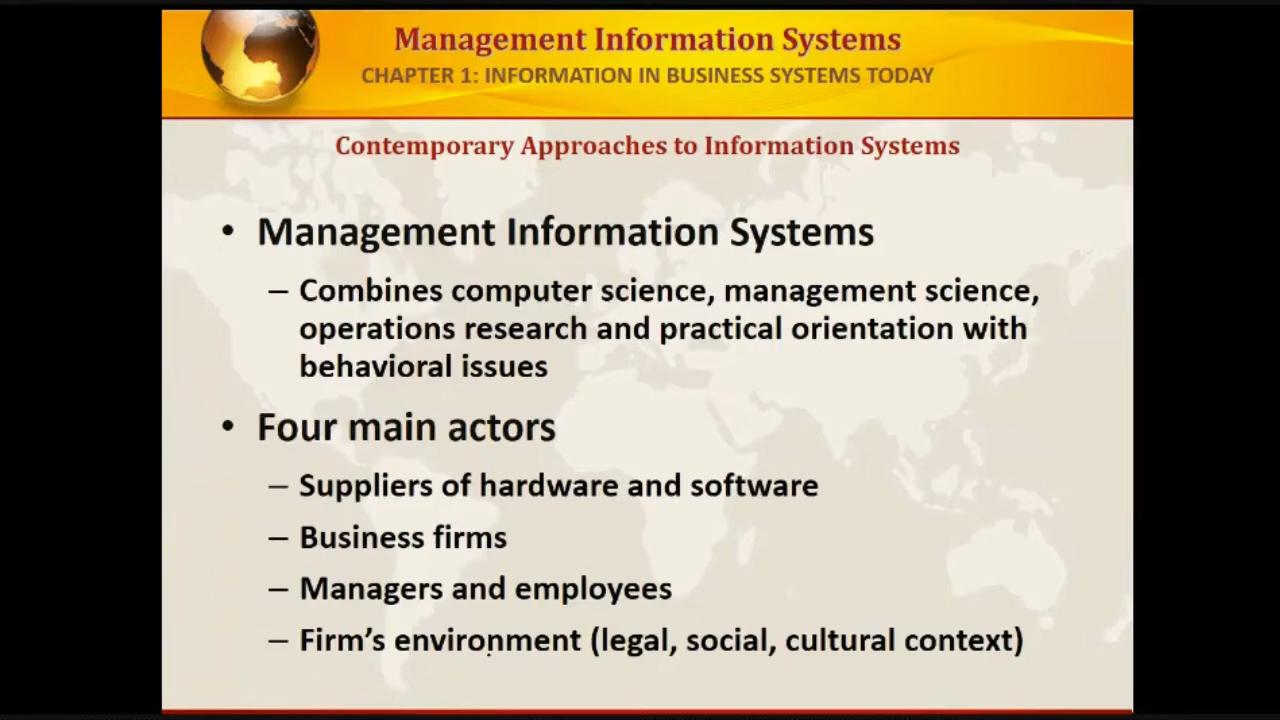 Management Information Systems
CHAPTER 1: INFORMATION IN BUSINESS SYSTEMS TODAY
Contemporary Approaches to Information Systems
• Management Information Systems
– Combines computer science, management science,
operations research and practical orientation with
behavioral issues
• Four main actors
– Suppliers of hardware and software
– Business firms
– Managers and employees
– Firm’s environment (legal, social, cultural context)